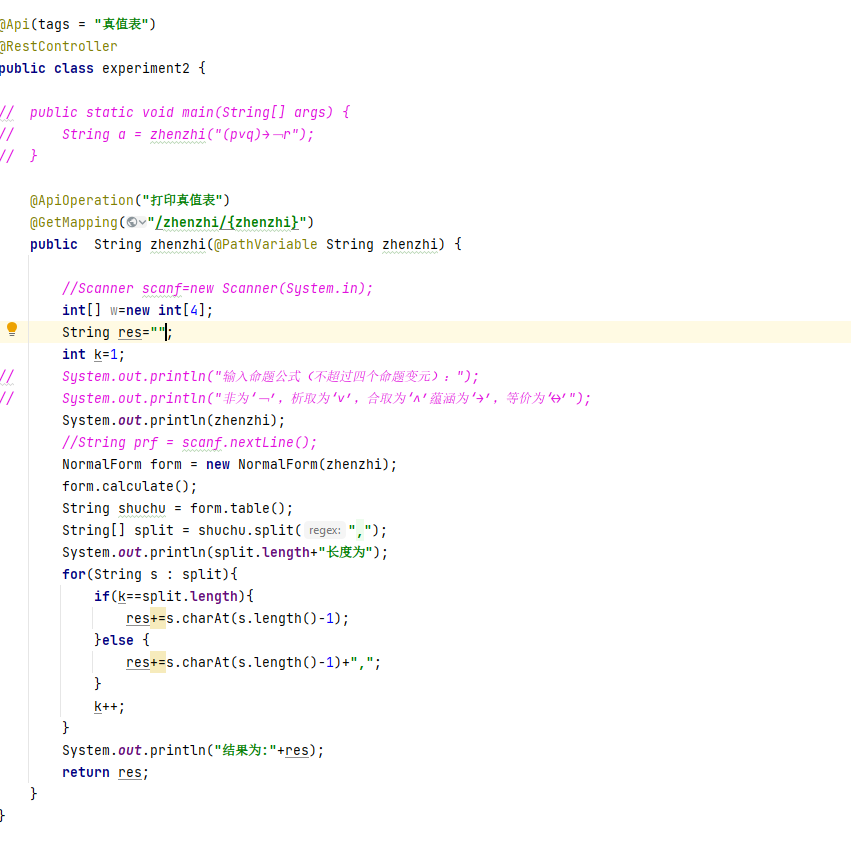 @Api(tags = "真值表")
@RestController
public class experiment2 {
//  public static void main(String[] args) {
//      String a = zhenzhi("(p∨q)→￢r");
//  }
@ApiOperation("打印真值表")
@GetMapping("/zhenzhi/{zhenzhi}")
public  String zhenzhi(@PathVariable String zhenzhi) {
//Scanner scanf=new Scanner(System.in);
int[] w=new int[4];
String res="";
int k=1;
//      System.out.println("输入命题公式（不超过四个命题变元）：");
//      System.out.println("非为‘￢‘，析取为‘∨‘，合取为‘∧‘蕴涵为‘→‘，等价为‘↔‘");
System.out.println(zhenzhi);
//String prf = scanf.nextLine();
NormalForm form = new NormalForm(zhenzhi);
form.calculate();
String shuchu = form.table();
String[] split = shuchu.split( regex: ",");
System.out.println(split.length+"长度为");
for(String s : split){
if(k==split.length){
res+=s.charAt(s.length()-1);
}else {
res+=s.charAt(s.length()-1)+",";
}
k++;
}
System.out.println("结果为:"+res);
return res;
}
}